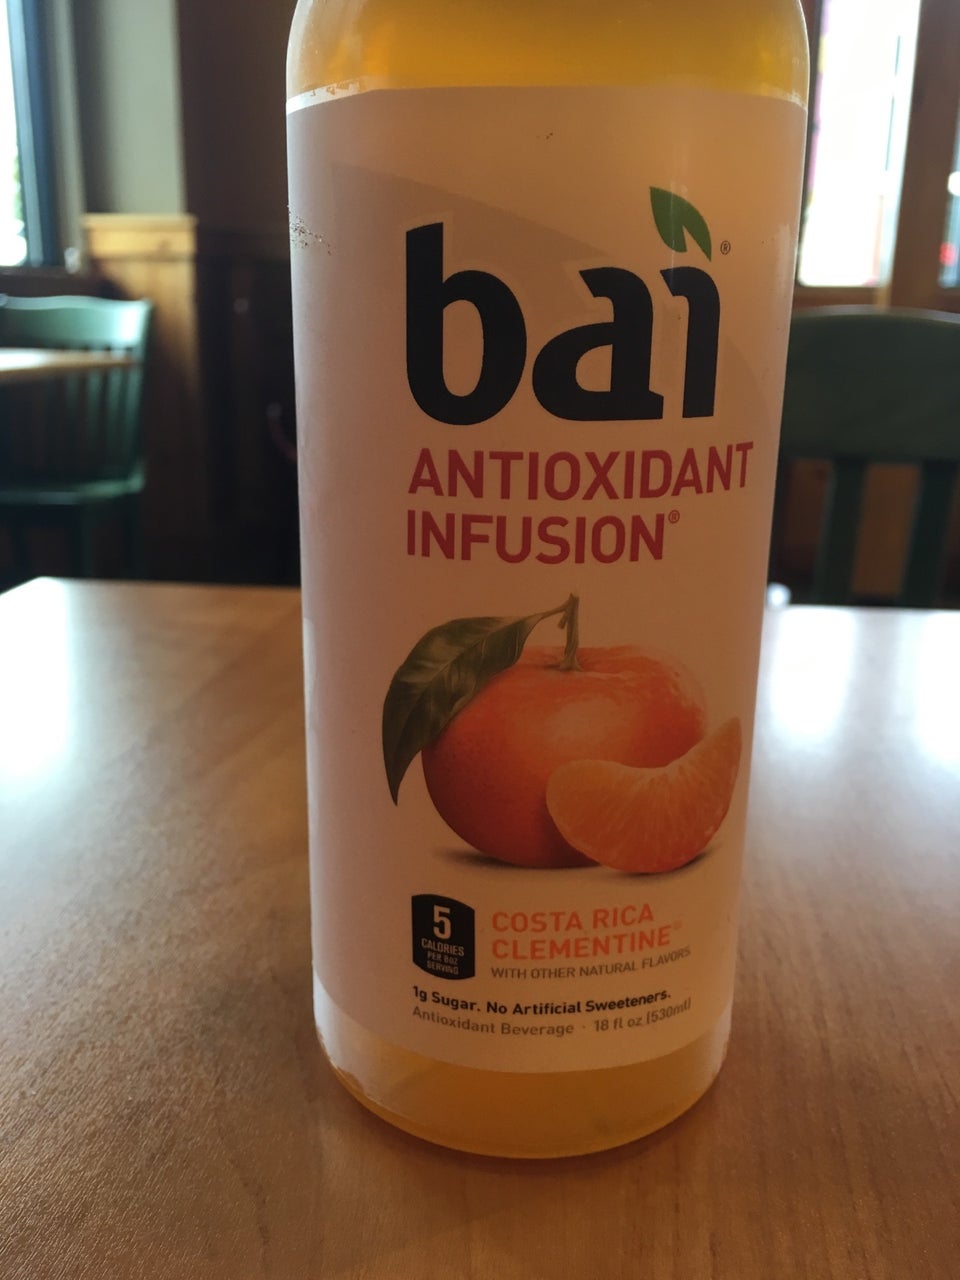 bai®
ANTIOXIDANT
INFUSION®
5
CALORIES
PER 8OZ
SERVING
COSTA RICA
CLEMENTINE®
WITH OTHER NATURAL FLAVORS
1g Sugar. No Artificial Sweeteners.
Antioxidant Beverage · 18 fl oz (530ml)